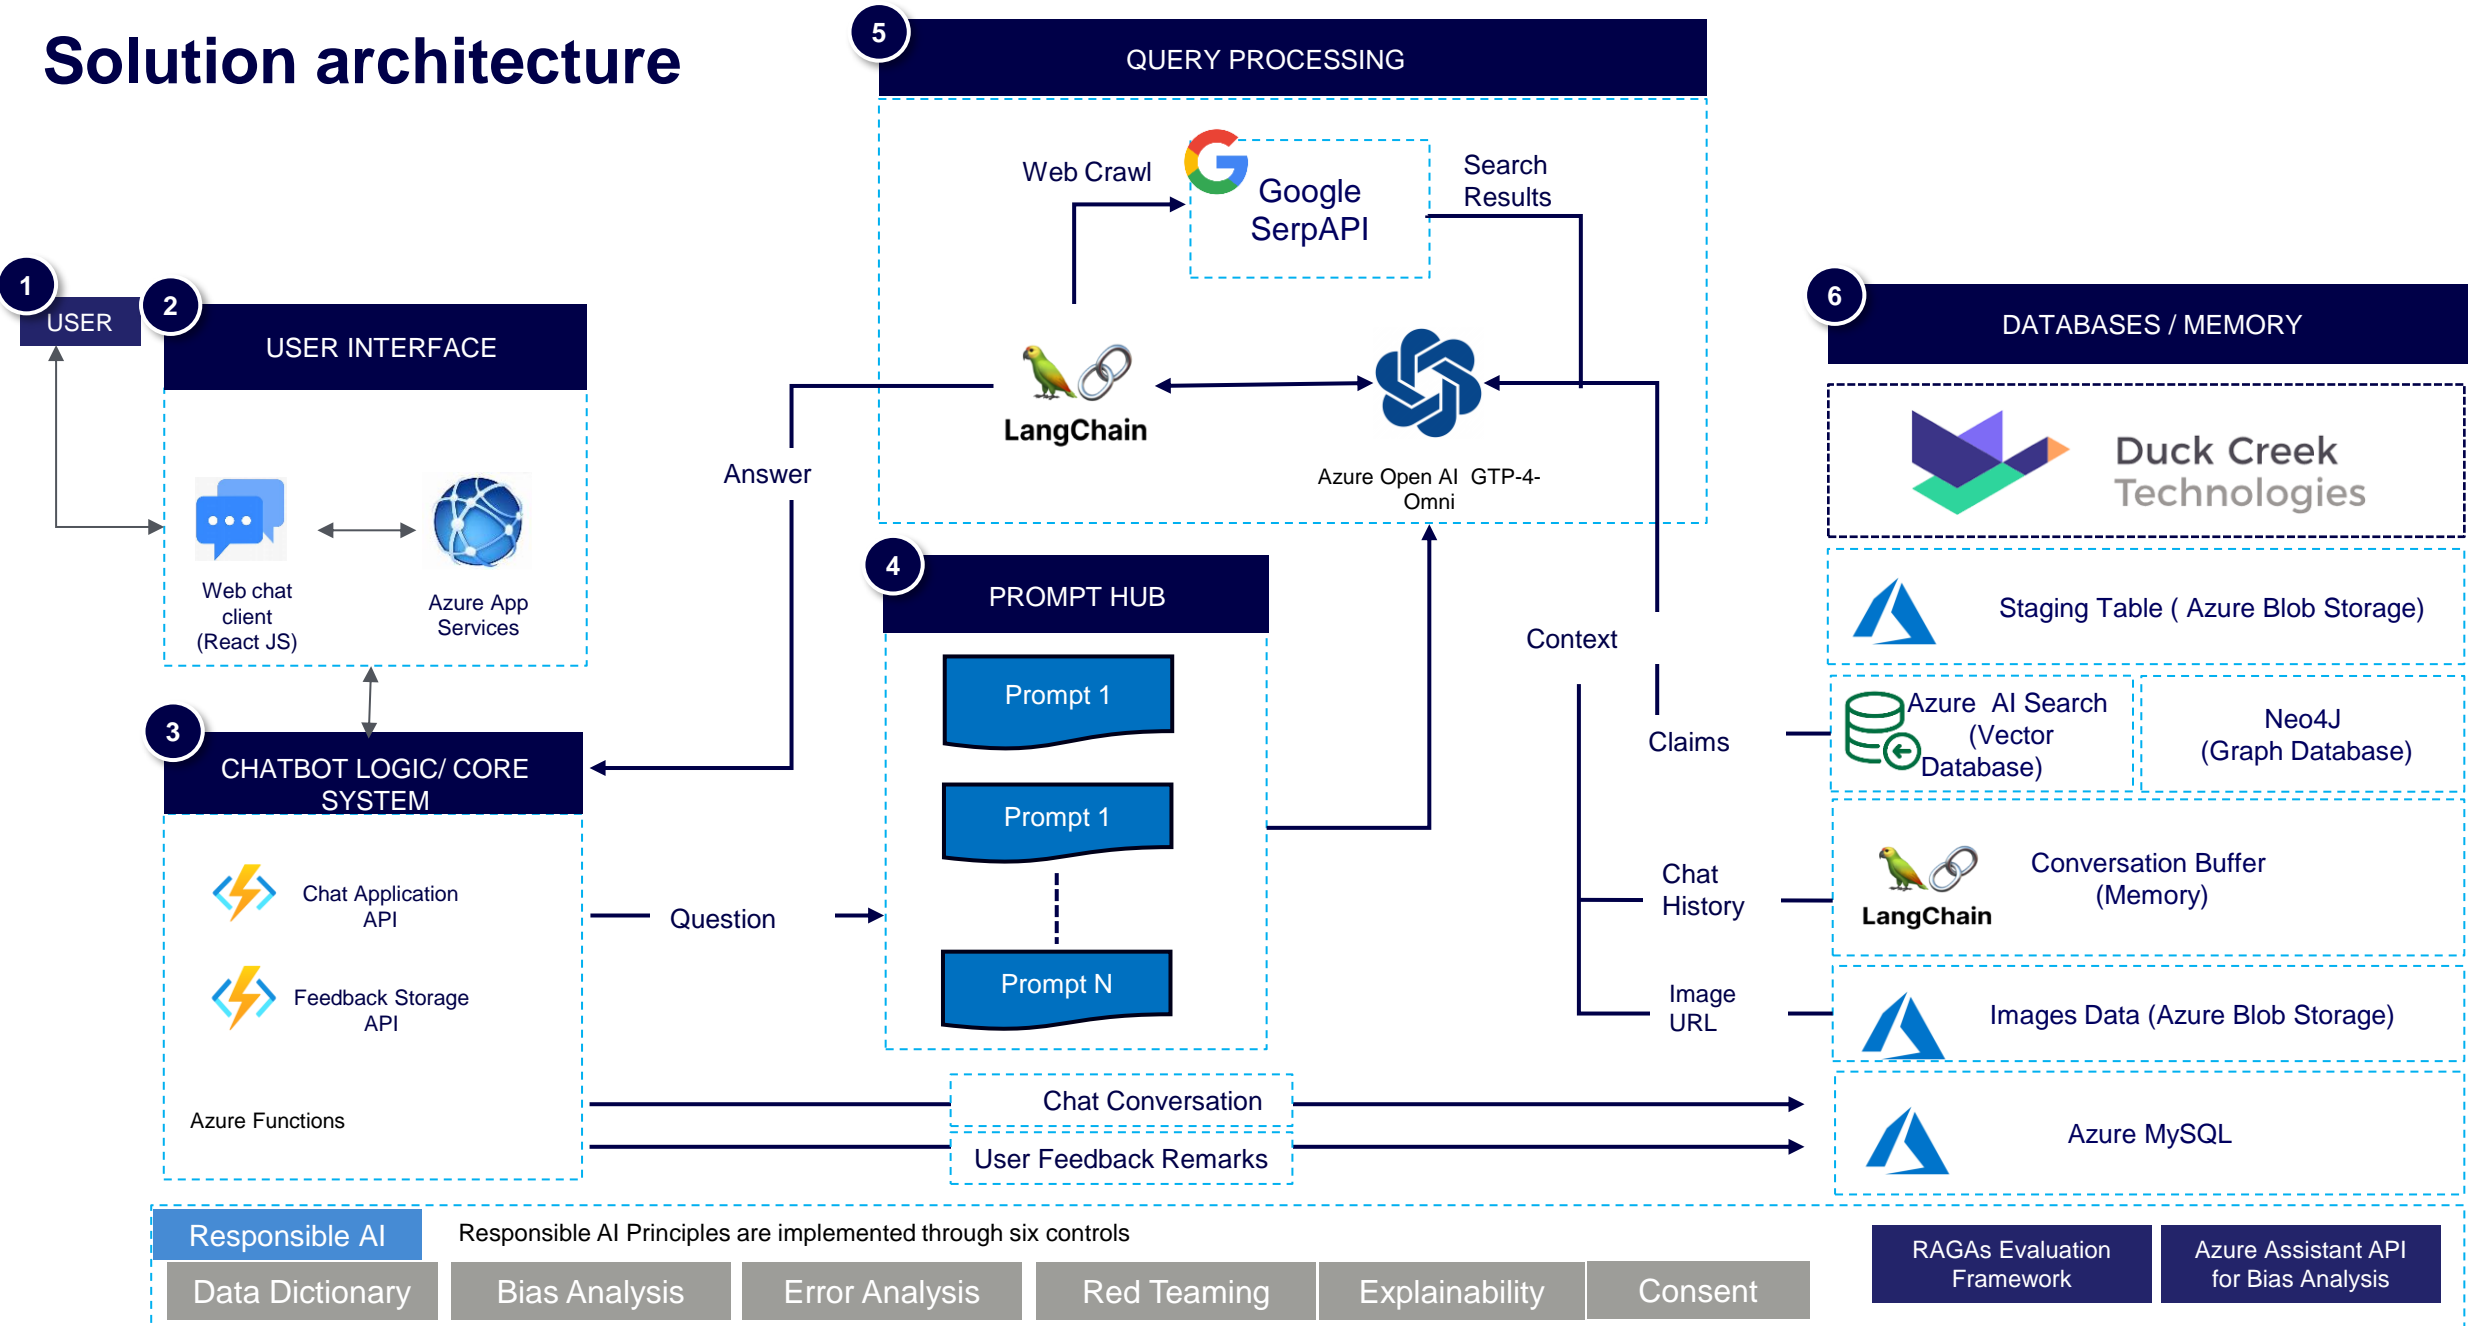 Solution architecture
5
QUERY PROCESSING
Web Crawl
Google
SerpAPI
Search
Results
LangChain
Azure Open AI  GTP-4-
Omni
1
USER
2
USER INTERFACE
Web chat
client
(React JS)
Azure App
Services
Answer
3
CHATBOT LOGIC/ CORE
SYSTEM
Chat Application
API
Feedback Storage
API
Azure Functions
Question
4
PROMPT HUB
Prompt 1
Prompt 1
Prompt N
Context
Claims
Chat
History
Image
URL
Chat Conversation
User Feedback Remarks
6
DATABASES / MEMORY
Duck Creek
Technologies
Staging Table ( Azure Blob Storage)
Azure  AI Search
(Vector
Database)
Neo4J
(Graph Database)
LangChain
Conversation Buffer
(Memory)
Images Data (Azure Blob Storage)
Azure MySQL
Responsible AI
Responsible AI Principles are implemented through six controls
Data Dictionary
Bias Analysis
Error Analysis
Red Teaming
Explainability
Consent
RAGAs Evaluation
Framework
Azure Assistant API
for Bias Analysis